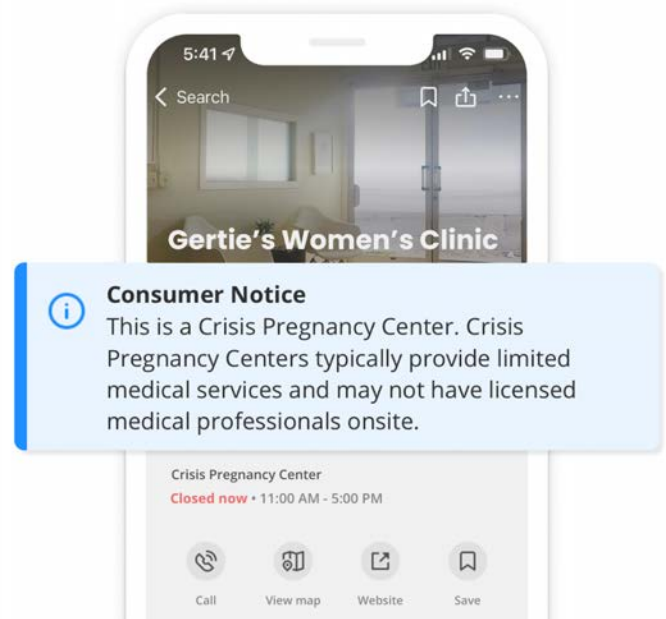 5:41
Search
Gertie's Women's Clinic
Consumer Notice
This is a Crisis Pregnancy Center. Crisis
Pregnancy Centers typically provide limited
medical services and may not have licensed
medical professionals onsite.
Crisis Pregnancy Center
Closed now • 11:00 AM - 5:00 PM
Call View map Website Save